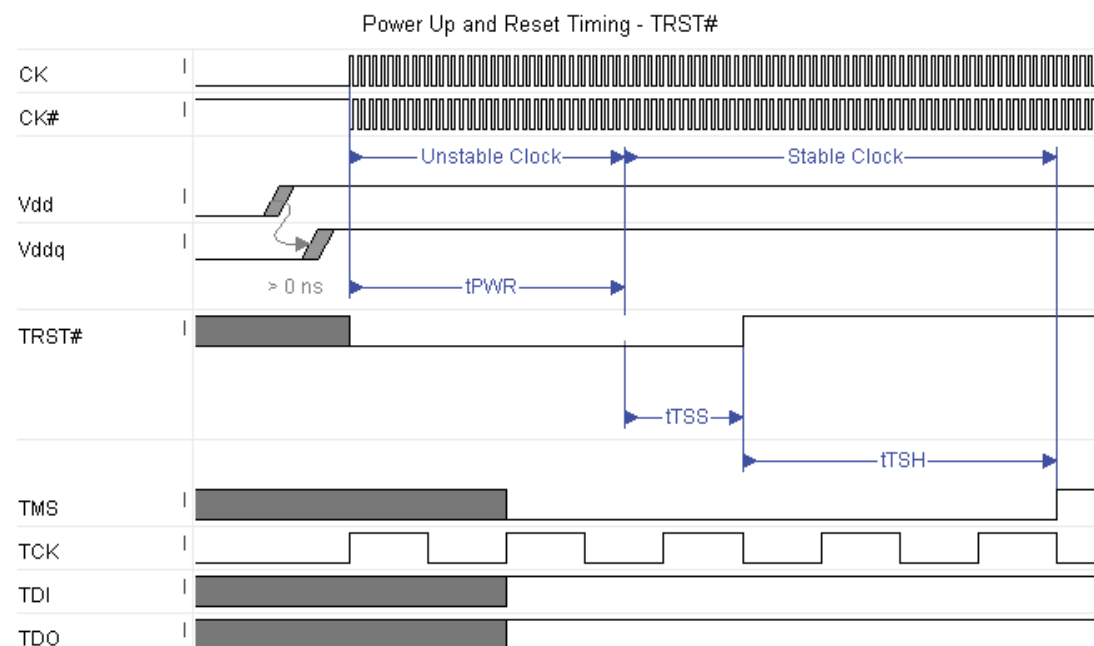 Power Up and Reset Timing - TRST#
CK
CK#
Unstable Clock
Stable Clock
Vdd
Vddq
> 0 ns
tPWR
TRST#
tTSS
tTSH
TMS
TCK
TDI
TDO